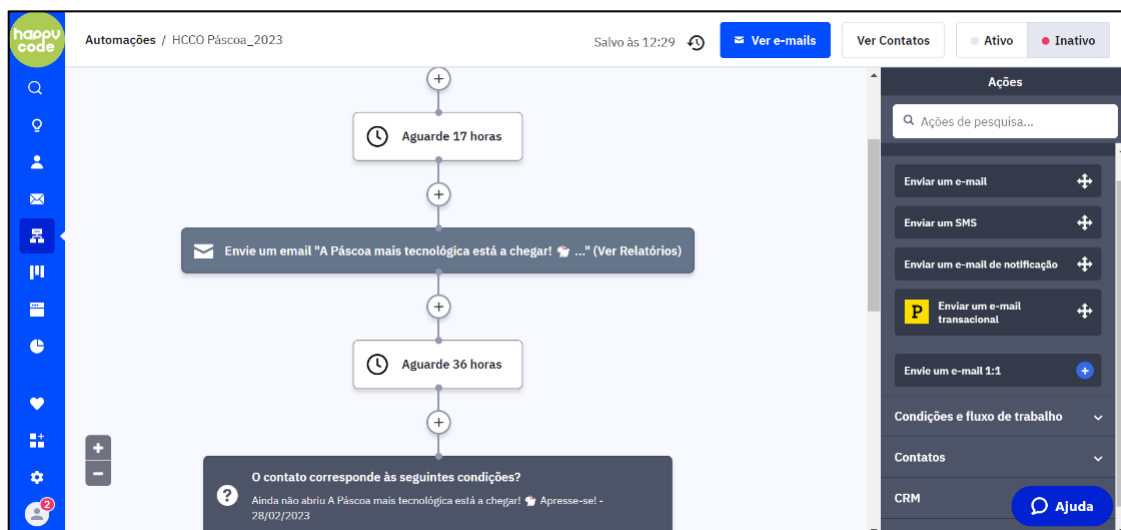 happy
code
Automações / HCCO Páscoa_2023
Salvo às 12:29
Ver e-mails
Ver Contatos
Ativo
Inativo
Aguarde 17 horas
Envie um email "A Páscoa mais tecnológica está a chegar! 🐣 ..." (Ver Relatórios)
Aguarde 36 horas
O contato corresponde às seguintes condições?
Ainda não abriu A Páscoa mais tecnológica está a chegar! 🐣 Apresse-se! -
28/02/2023
Ações
Ações de pesquisa...
Enviar um e-mail
Enviar um SMS
Enviar um e-mail de notificação
P
Enviar um e-mail
transacional
Envie um e-mail 1:1
Condições e fluxo de trabalho
Contatos
CRM
Ajuda
2